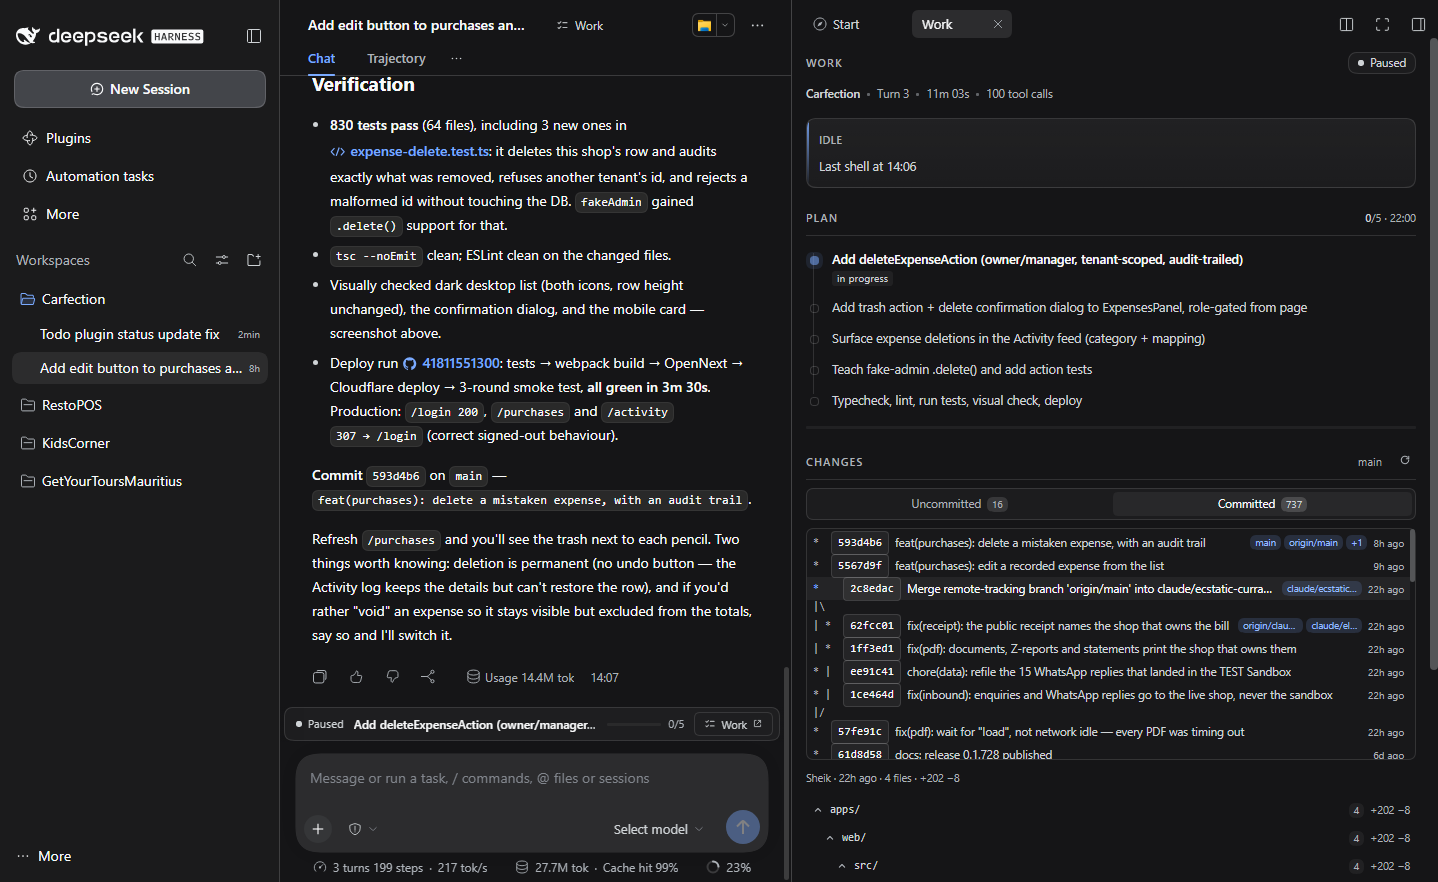 deepseek HARNESS
New Session
Plugins
Automation tasks
More
Workspaces
Carfection
Todo plugin status update fix 2min
Add edit button to purchases a... 8h
RestoPOS
KidsCorner
GetYourToursMauritius
More
Add edit button to purchases an...
Work
Chat
Trajectory
Verification
830 tests pass (64 files), including 3 new ones in
expense-delete.test.ts: it deletes this shop's row and audits
exactly what was removed, refuses another tenant's id, and rejects a
malformed id without touching the DB. fakeAdmin gained
.delete() support for that.
tsc --noEmit clean; ESLint clean on the changed files.
Visually checked dark desktop list (both icons, row height
unchanged), the confirmation dialog, and the mobile card —
screenshot above.
Deploy run 41811551300: tests → webpack build → OpenNext →
Cloudflare deploy → 3-round smoke test, all green in 3m 30s.
Production: /login 200, /purchases and /activity
307 → /login (correct signed-out behaviour).
Commit 593d4b6 on main —
feat(purchases): delete a mistaken expense, with an audit trail.
Refresh /purchases and you'll see the trash next to each pencil. Two
things worth knowing: deletion is permanent (no undo button — the
Activity log keeps the details but can't restore the row), and if you'd
rather "void" an expense so it stays visible but excluded from the totals,
say so and I'll switch it.
Usage 14.4M tok 14:07
Paused Add deleteExpenseAction (owner/manager... 0/5 Work
Message or run a task, / commands, @ files or sessions
Select model
3 turns 199 steps · 217 tok/s 27.7M tok · Cache hit 99% 23%
Start
Work
WORK
Paused
Carfection • Turn 3 • 11m 03s • 100 tool calls
IDLE
Last shell at 14:06
PLAN 0/5 · 22:00
Add deleteExpenseAction (owner/manager, tenant-scoped, audit-trailed)
in progress
Add trash action + delete confirmation dialog to ExpensesPanel, role-gated from page
Surface expense deletions in the Activity feed (category + mapping)
Teach fake-admin .delete() and add action tests
Typecheck, lint, run tests, visual check, deploy
CHANGES main
Uncommitted 16
Committed 737
* 593d4b6 feat(purchases): delete a mistaken expense, with an audit trail main origin/main +1 8h ago
* 5567d9f feat(purchases): edit a recorded expense from the list 9h ago
* 2c8edac Merge remote-tracking branch 'origin/main' into claude/ecstatic-curra... claude/ecstatic... 22h ago
|\
| * 62fcc01 fix(receipt): the public receipt names the shop that owns the bill origin/clau... claude/el... 22h ago
| * 1ff3ed1 fix(pdf): documents, Z-reports and statements print the shop that owns them 22h ago
* | ee91c41 chore(data): refile the 15 WhatsApp replies that landed in the TEST Sandbox 22h ago
* | 1ce464d fix(inbound): enquiries and WhatsApp replies go to the live shop, never the sandbox 22h ago
|/
* 57fe91c fix(pdf): wait for "load", not network idle — every PDF was timing out 22h ago
* 61d8d58 docs: release 0.1.728 published 6d ago
Sheik · 22h ago · 4 files · +202 −8
apps/ 4 +202 −8
web/ 4 +202 −8
src/ 4 +202 −8